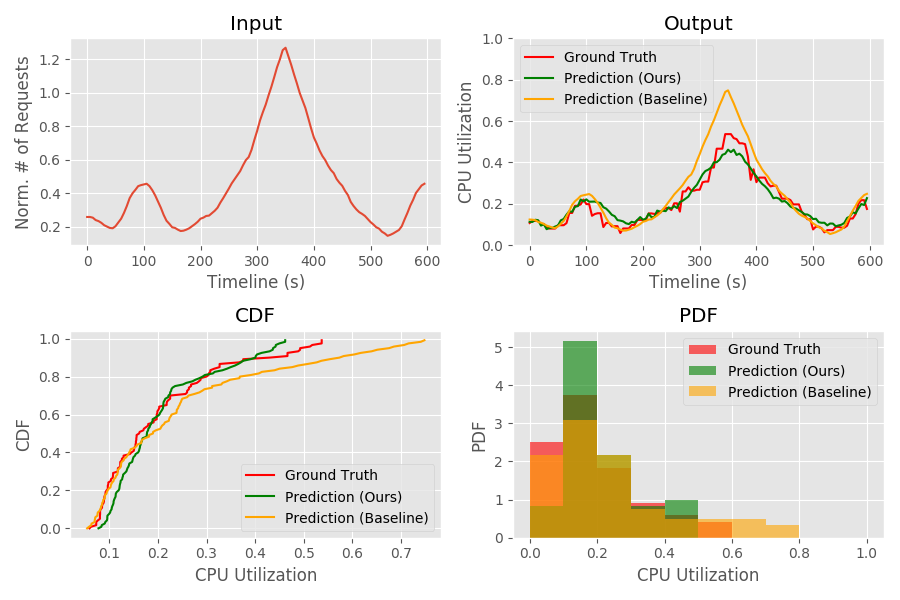 Input
Norm. # of Requests
1.2
1.0
0.8
0.6
0.4
0.2
0 100 200 300 400 500 600
Timeline (s)
Output
CPU Utilization
1.0
0.8
0.6
0.4
0.2
0.0
Ground Truth
Prediction (Ours)
Prediction (Baseline)
0 100 200 300 400 500 600
Timeline (s)
CDF
CDF
1.0
0.8
0.6
0.4
0.2
0.0
Ground Truth
Prediction (Ours)
Prediction (Baseline)
0.1 0.2 0.3 0.4 0.5 0.6 0.7
CPU Utilization
PDF
PDF
5
4
3
2
1
0
Ground Truth
Prediction (Ours)
Prediction (Baseline)
0.0 0.2 0.4 0.6 0.8 1.0
CPU Utilization